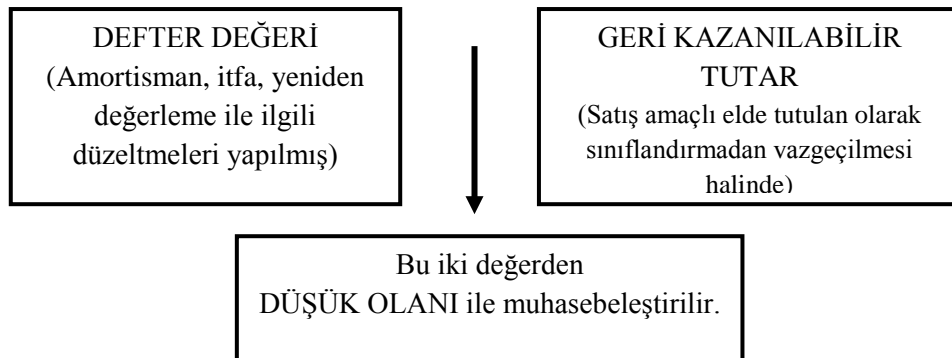 DEFTER DEĞERİ
(Amortisman, itfa, yeniden
değerleme ile ilgili
düzeltmeleri yapılmış)
GERİ KAZANILABİLİR
TUTAR
(Satış amaçlı elde tutulan olarak
sınıflandırmadan vazgeçilmesi
halinde)
Bu iki değerden
DÜŞÜK OLANI ile muhasebeleştirilir.